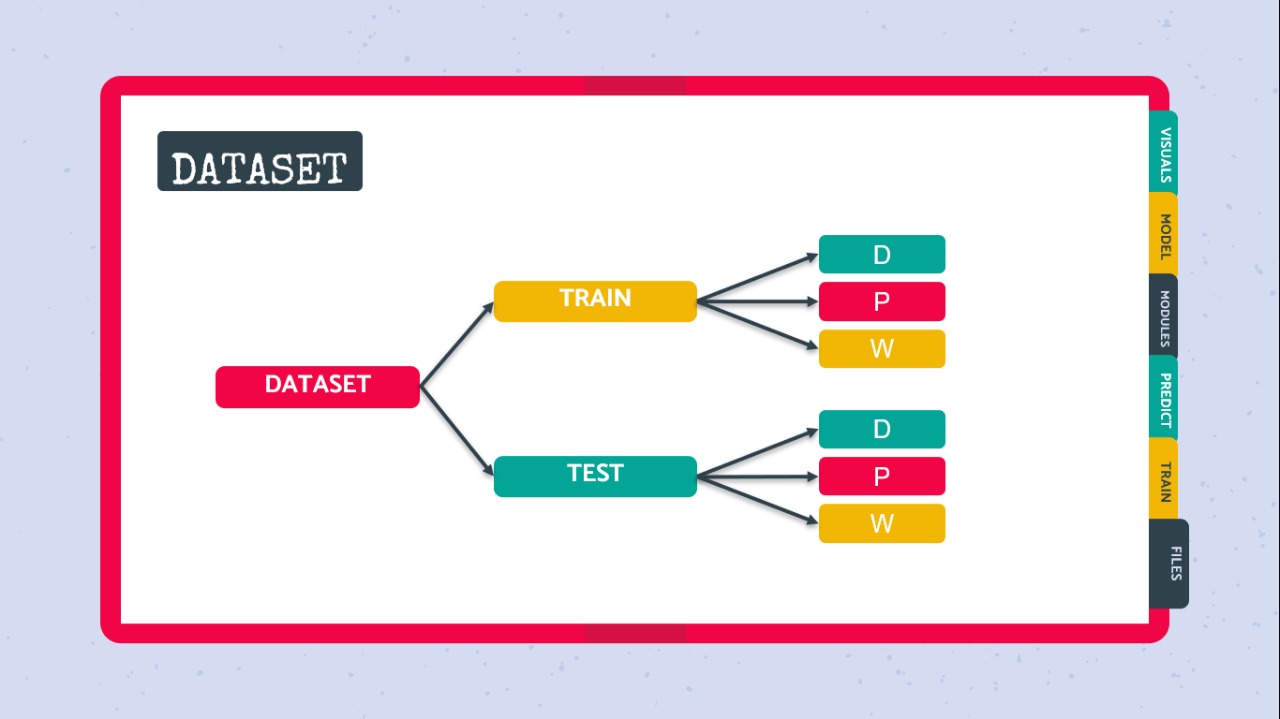 DATASET
DATASET
TRAIN
D
P
W
TEST
D
P
W
VISUALS
MODEL
MODULES
PREDICT
TRAIN
FILES